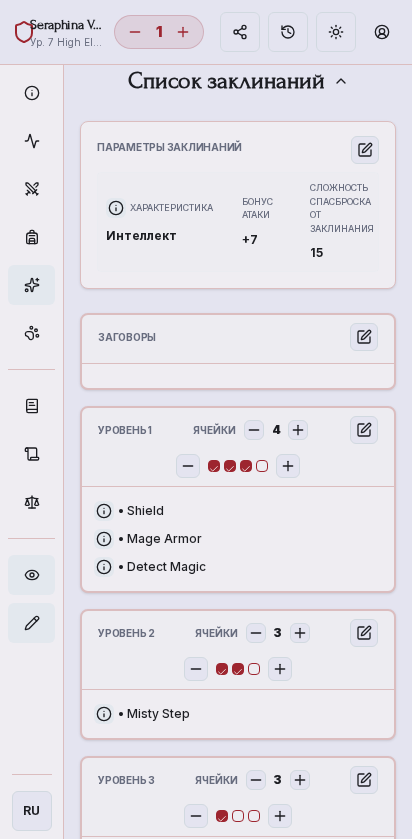 Seraphina V...
Ур. 7 High El...
1
Список заклинаний
ПАРАМЕТРЫ ЗАКЛИНАНИЙ
ХАРАКТЕРИСТИКА
Интеллект
БОНУС
АТАКИ
+7
СЛОЖНОСТЬ
СПАСБРОСКА
ОТ
ЗАКЛИНАНИЯ
15
ЗАГОВОРЫ
УРОВЕНЬ 1 ЯЧЕЙКИ 4
• Shield
• Mage Armor
• Detect Magic
УРОВЕНЬ 2 ЯЧЕЙКИ 3
• Misty Step
УРОВЕНЬ 3 ЯЧЕЙКИ 3
RU